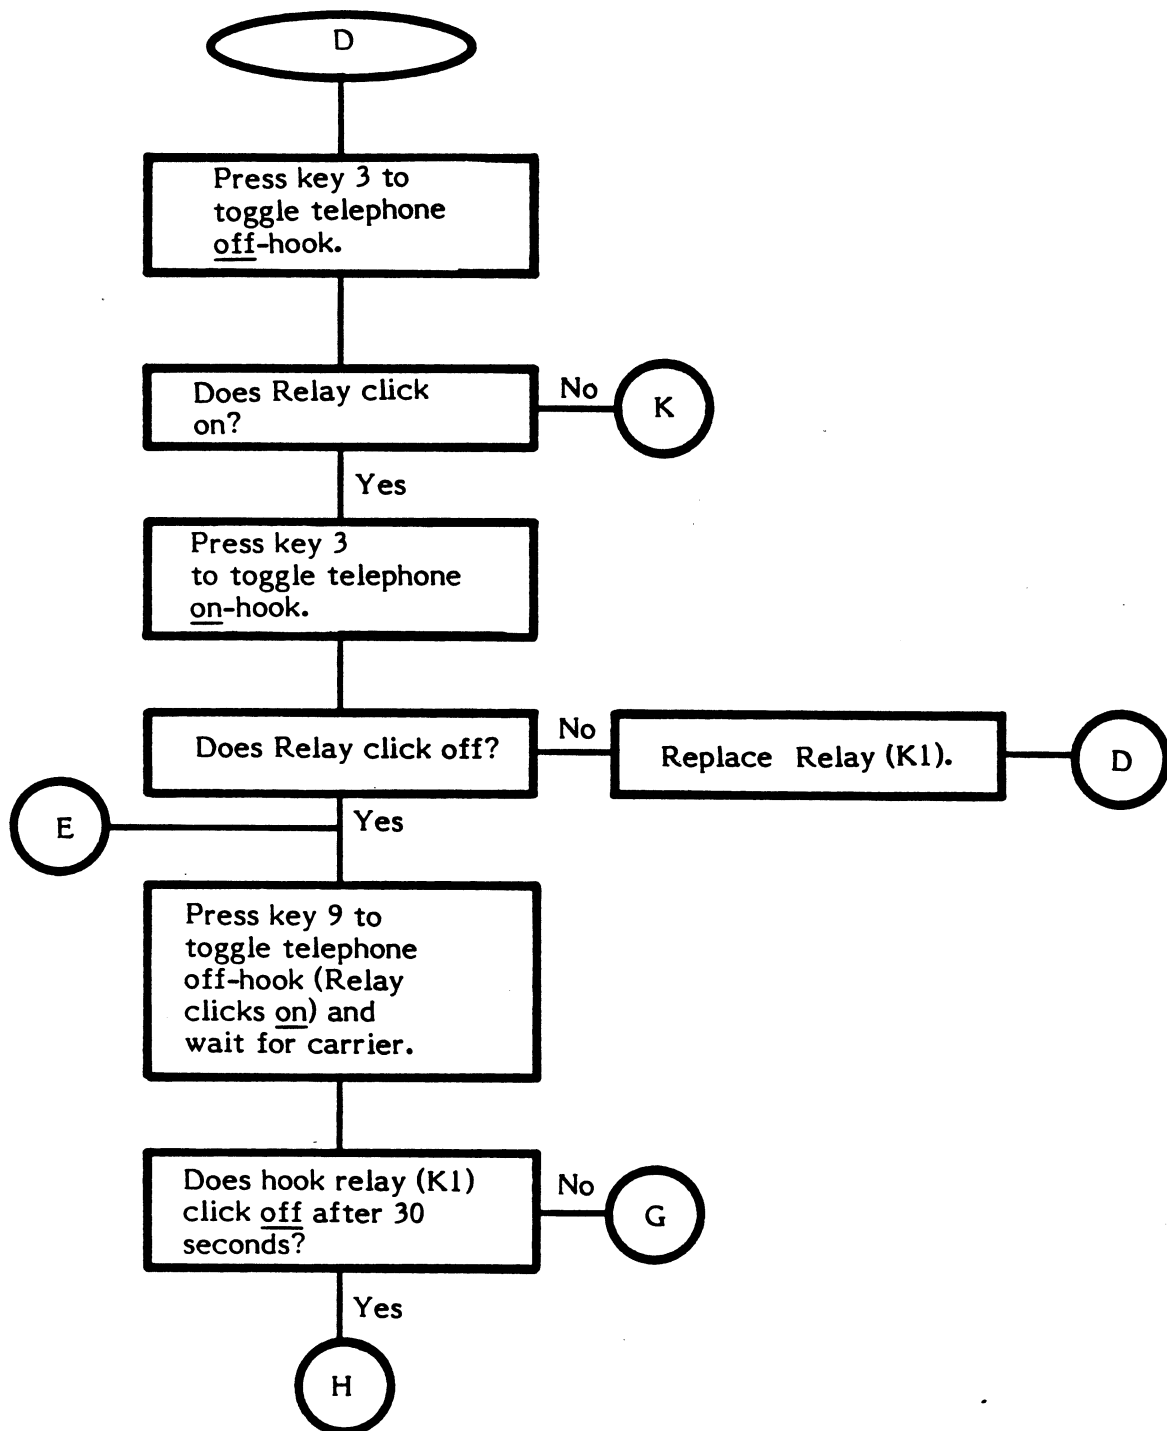 D
Press key 3 to
toggle telephone
off-hook.
Does Relay click
on?
No
K
Yes
Press key 3
to toggle telephone
on-hook.
Does Relay click off?
No
Replace Relay (K1).
D
E
Yes
Press key 9 to
toggle telephone
off-hook (Relay
clicks on) and
wait for carrier.
Does hook relay (K1)
click off after 30
seconds?
No
G
Yes
H